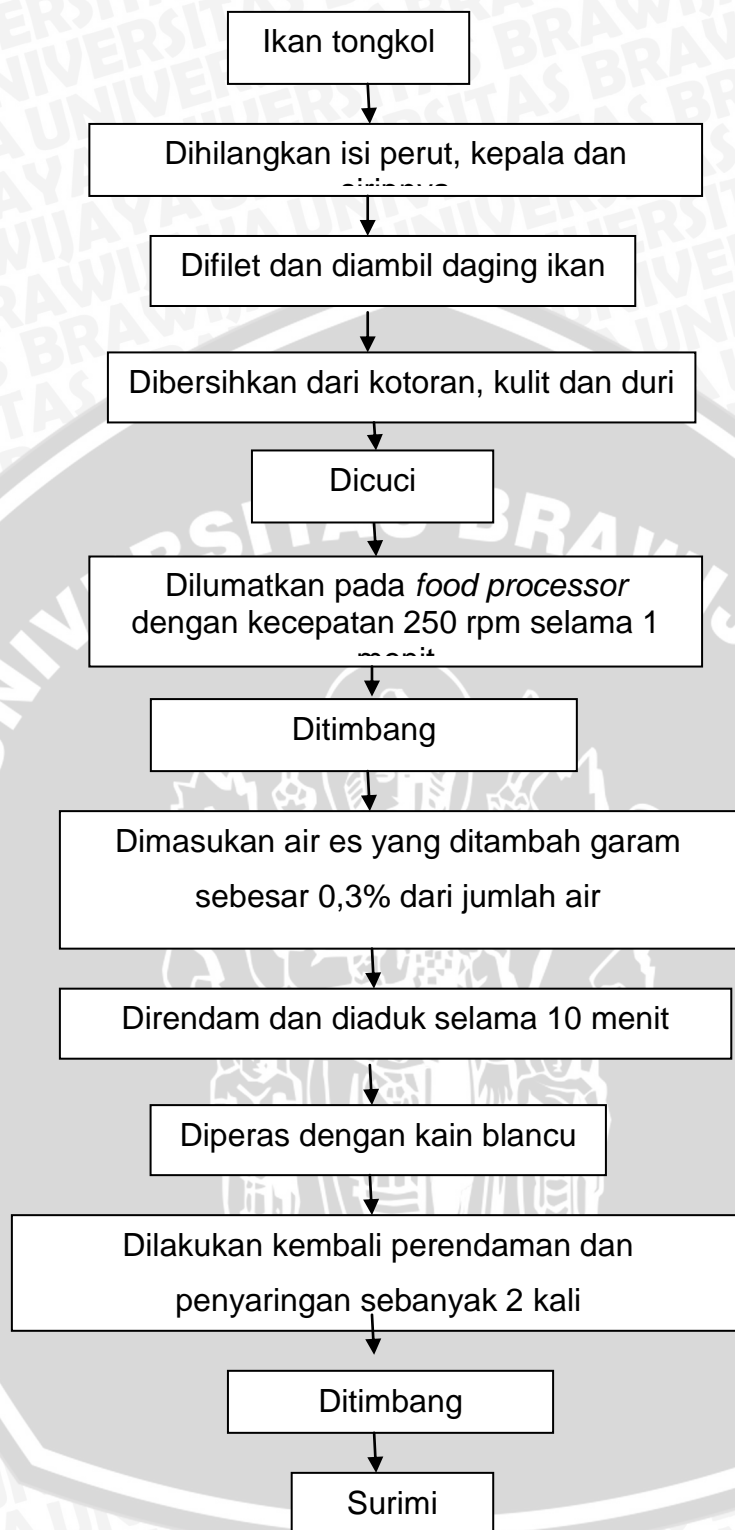 Ikan tongkol
Dihilangkan isi perut, kepala dan
siripnya
Difilet dan diambil daging ikan
Dibersihkan dari kotoran, kulit dan duri
Dicuci
Dilumatkan pada food processor
dengan kecepatan 250 rpm selama 1
menit
Ditimbang
Dimasukan air es yang ditambah garam
sebesar 0,3% dari jumlah air
Direndam dan diaduk selama 10 menit
Diperas dengan kain blancu
Dilakukan kembali perendaman dan
penyaringan sebanyak 2 kali
Ditimbang
Surimi